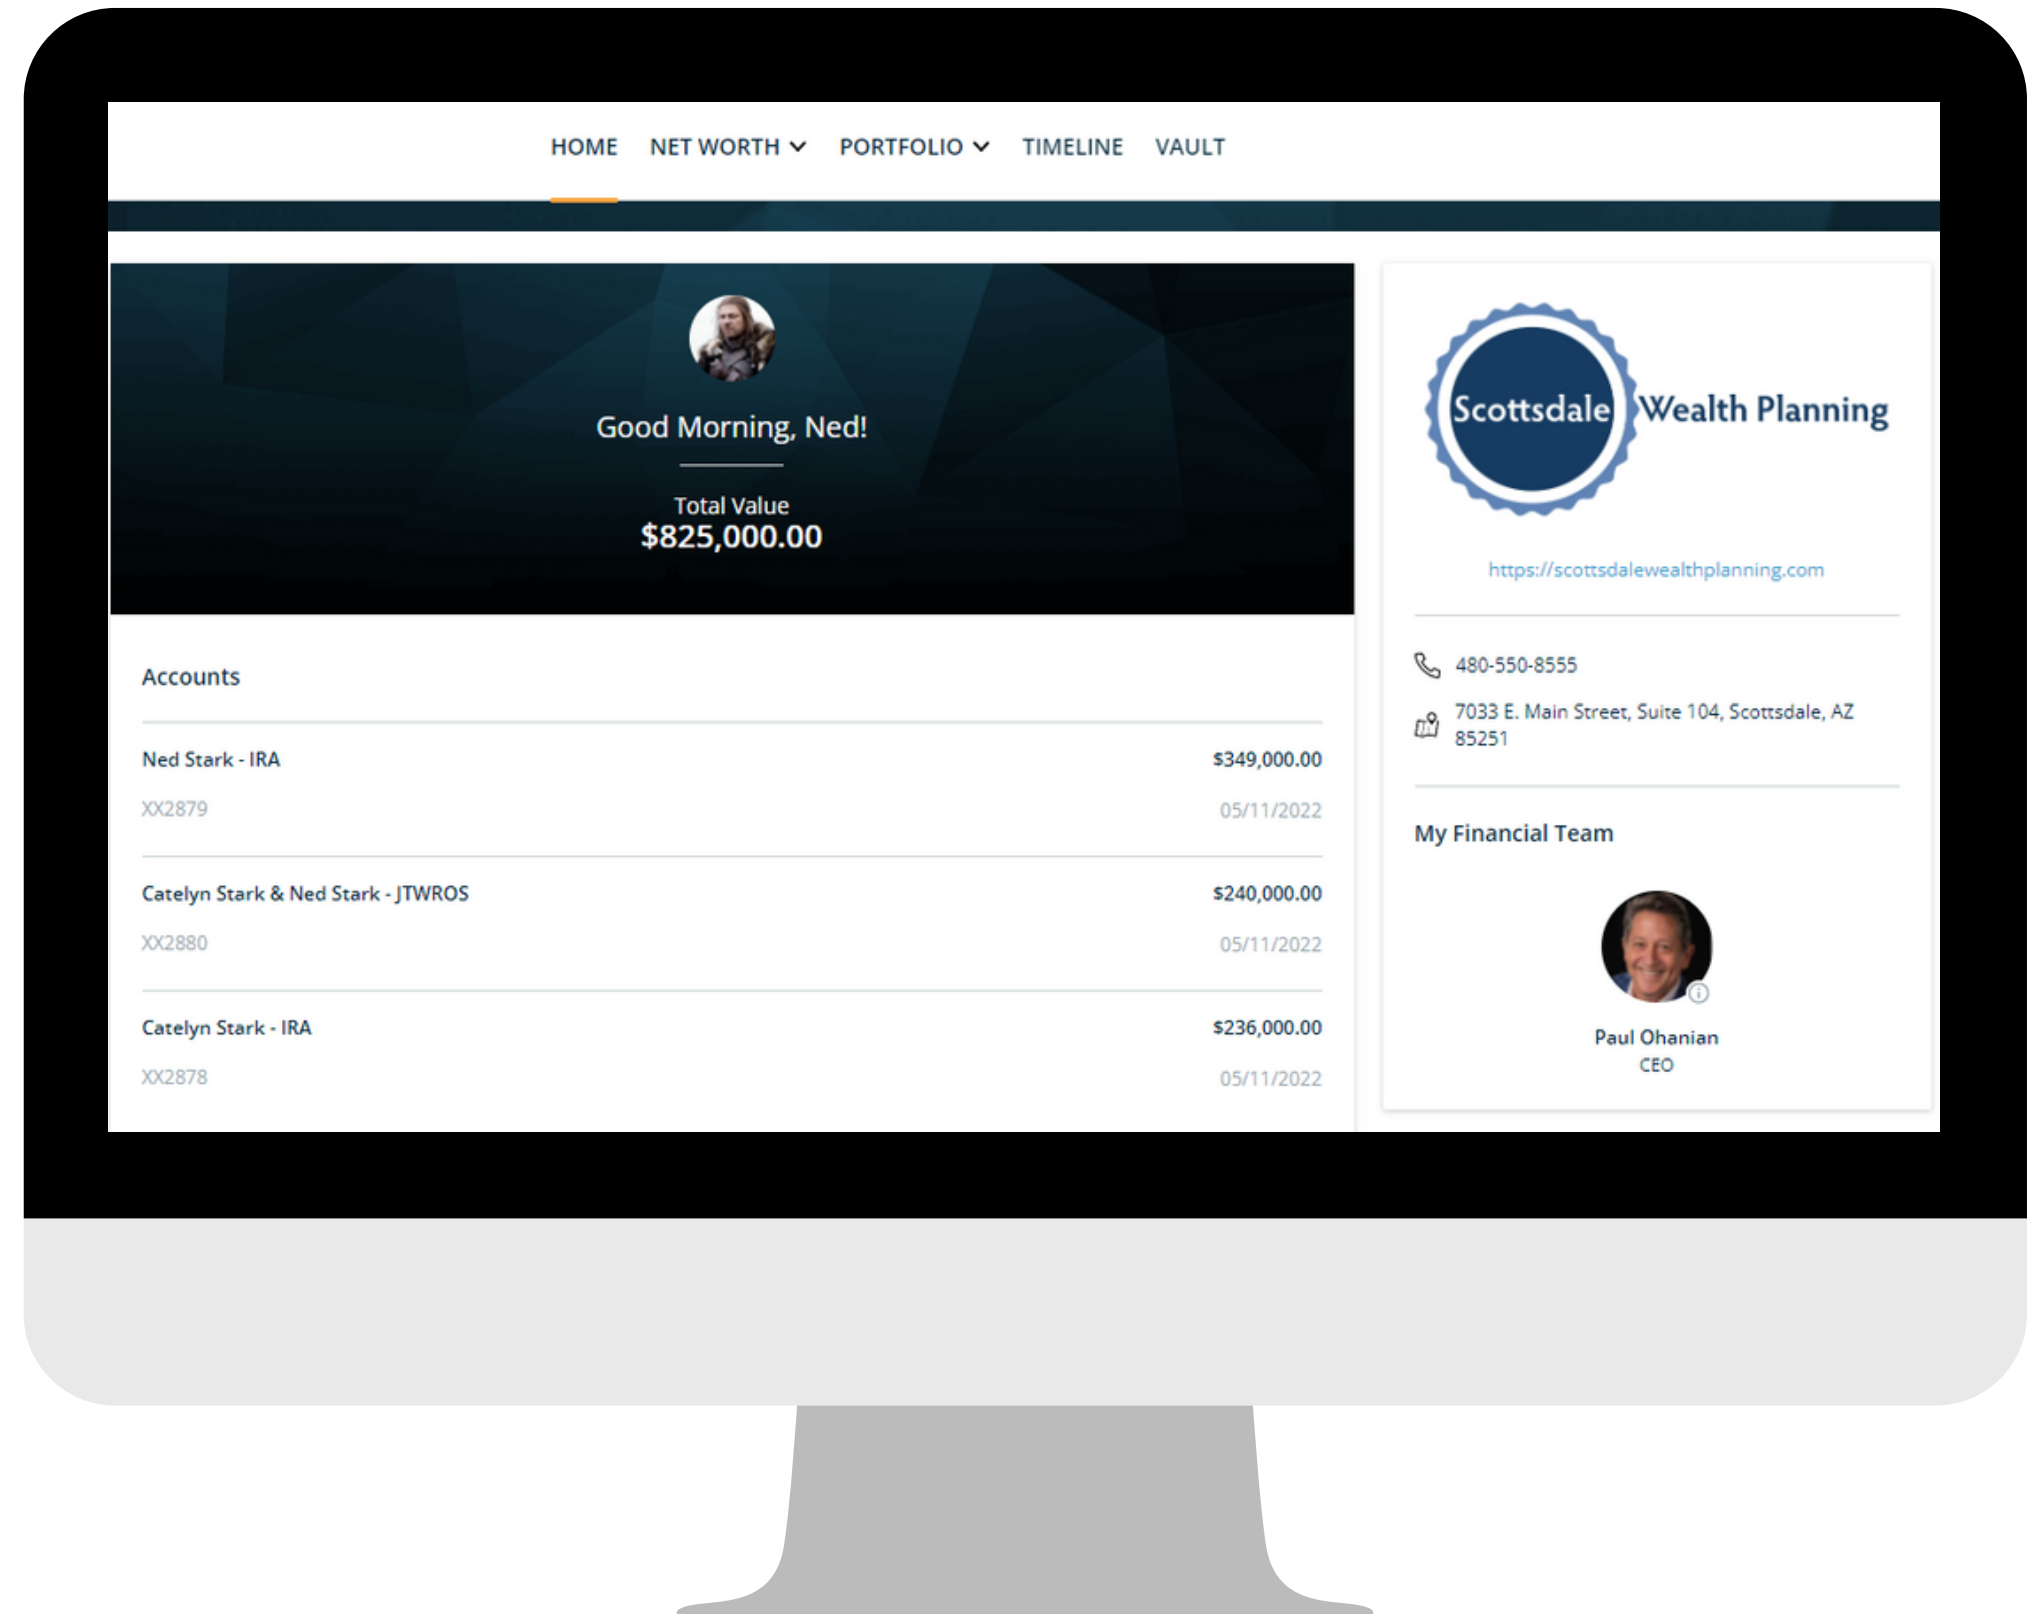 HOME NET WORTH PORTFOLIO TIMELINE VAULT
Good Morning, Ned!
Total Value
$825,000.00
Accounts
Ned Stark - IRA $349,000.00
XX2879 05/11/2022
Catelyn Stark & Ned Stark - JTWROS $240,000.00
XX2880 05/11/2022
Catelyn Stark - IRA $236,000.00
XX2878 05/11/2022
Scottsdale Wealth Planning
https://scottsdalewealthplanning.com
480-550-8555
7033 E. Main Street, Suite 104, Scottsdale, AZ
85251
My Financial Team
Paul Ohanian
CEO